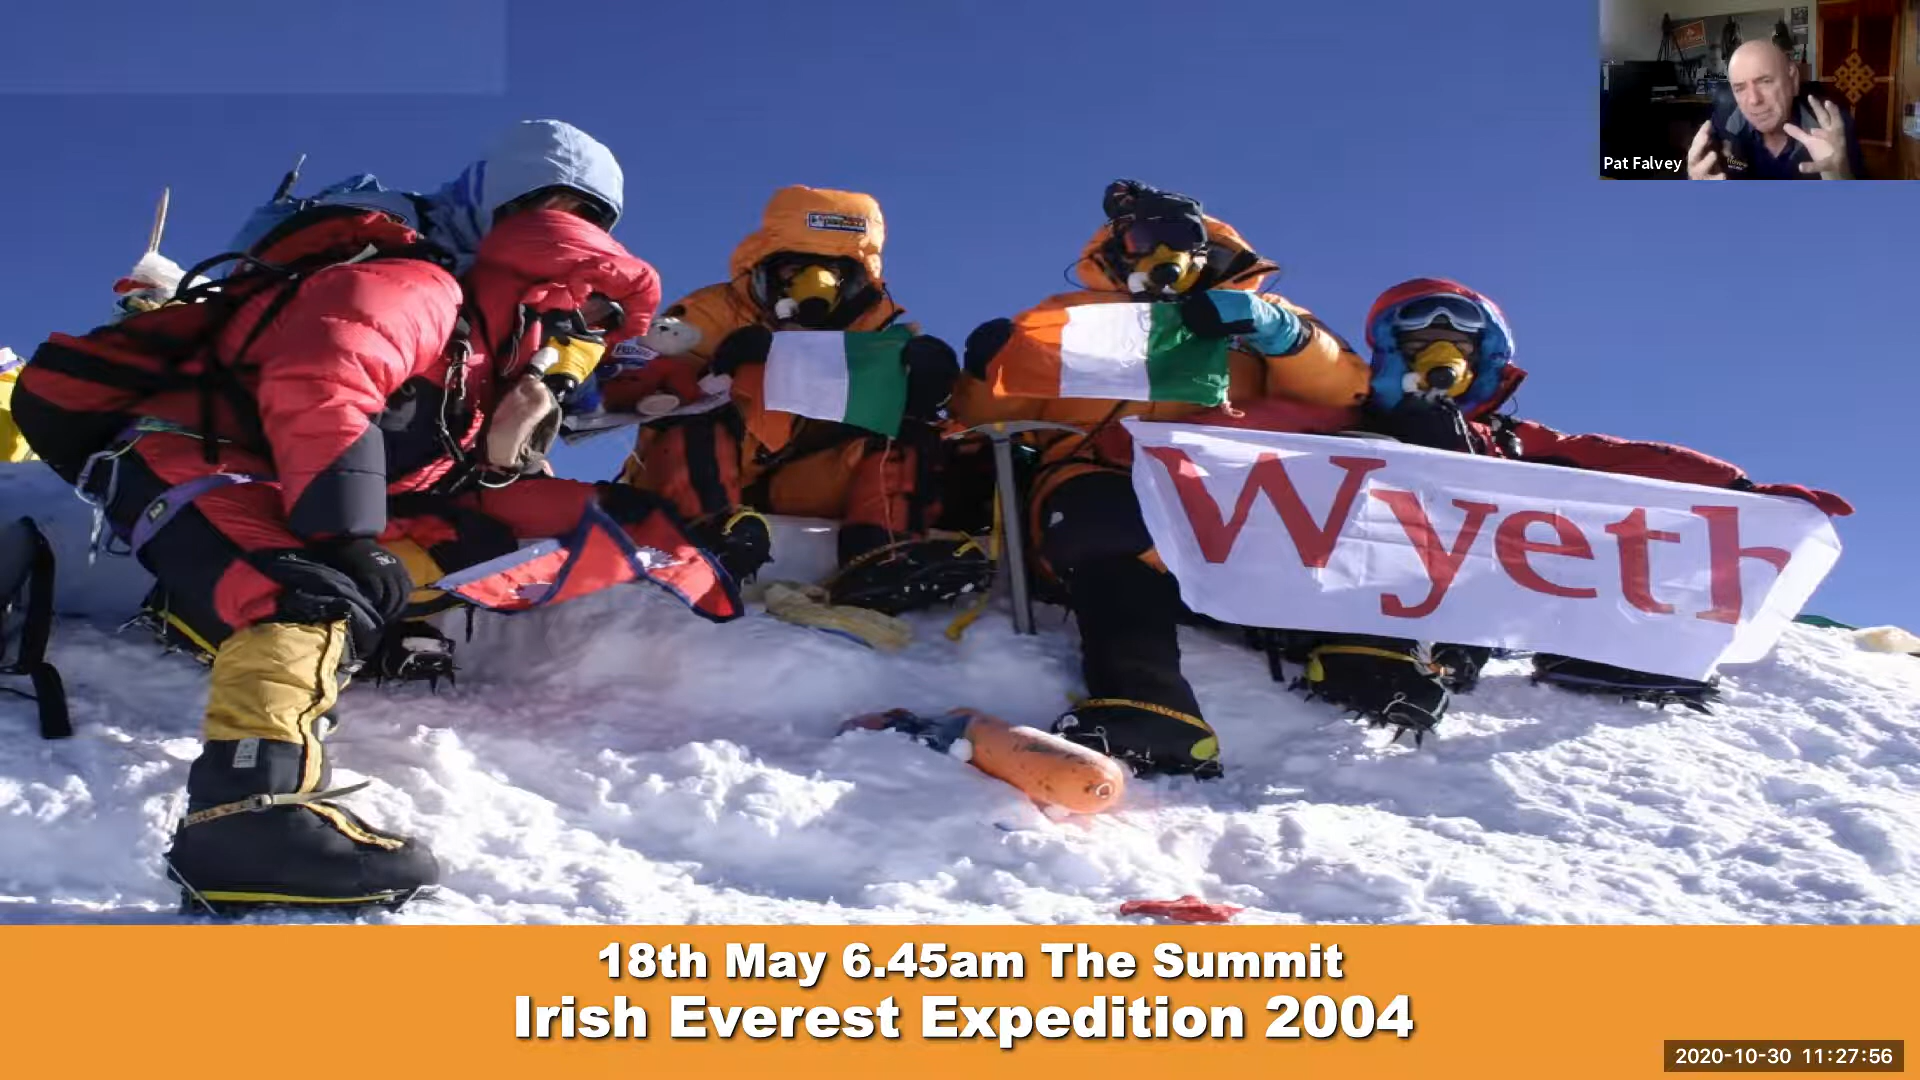 Pat Falvey
Wyeth
18th May 6.45am The Summit
Irish Everest Expedition 2004
2020-10-30 11:27:56